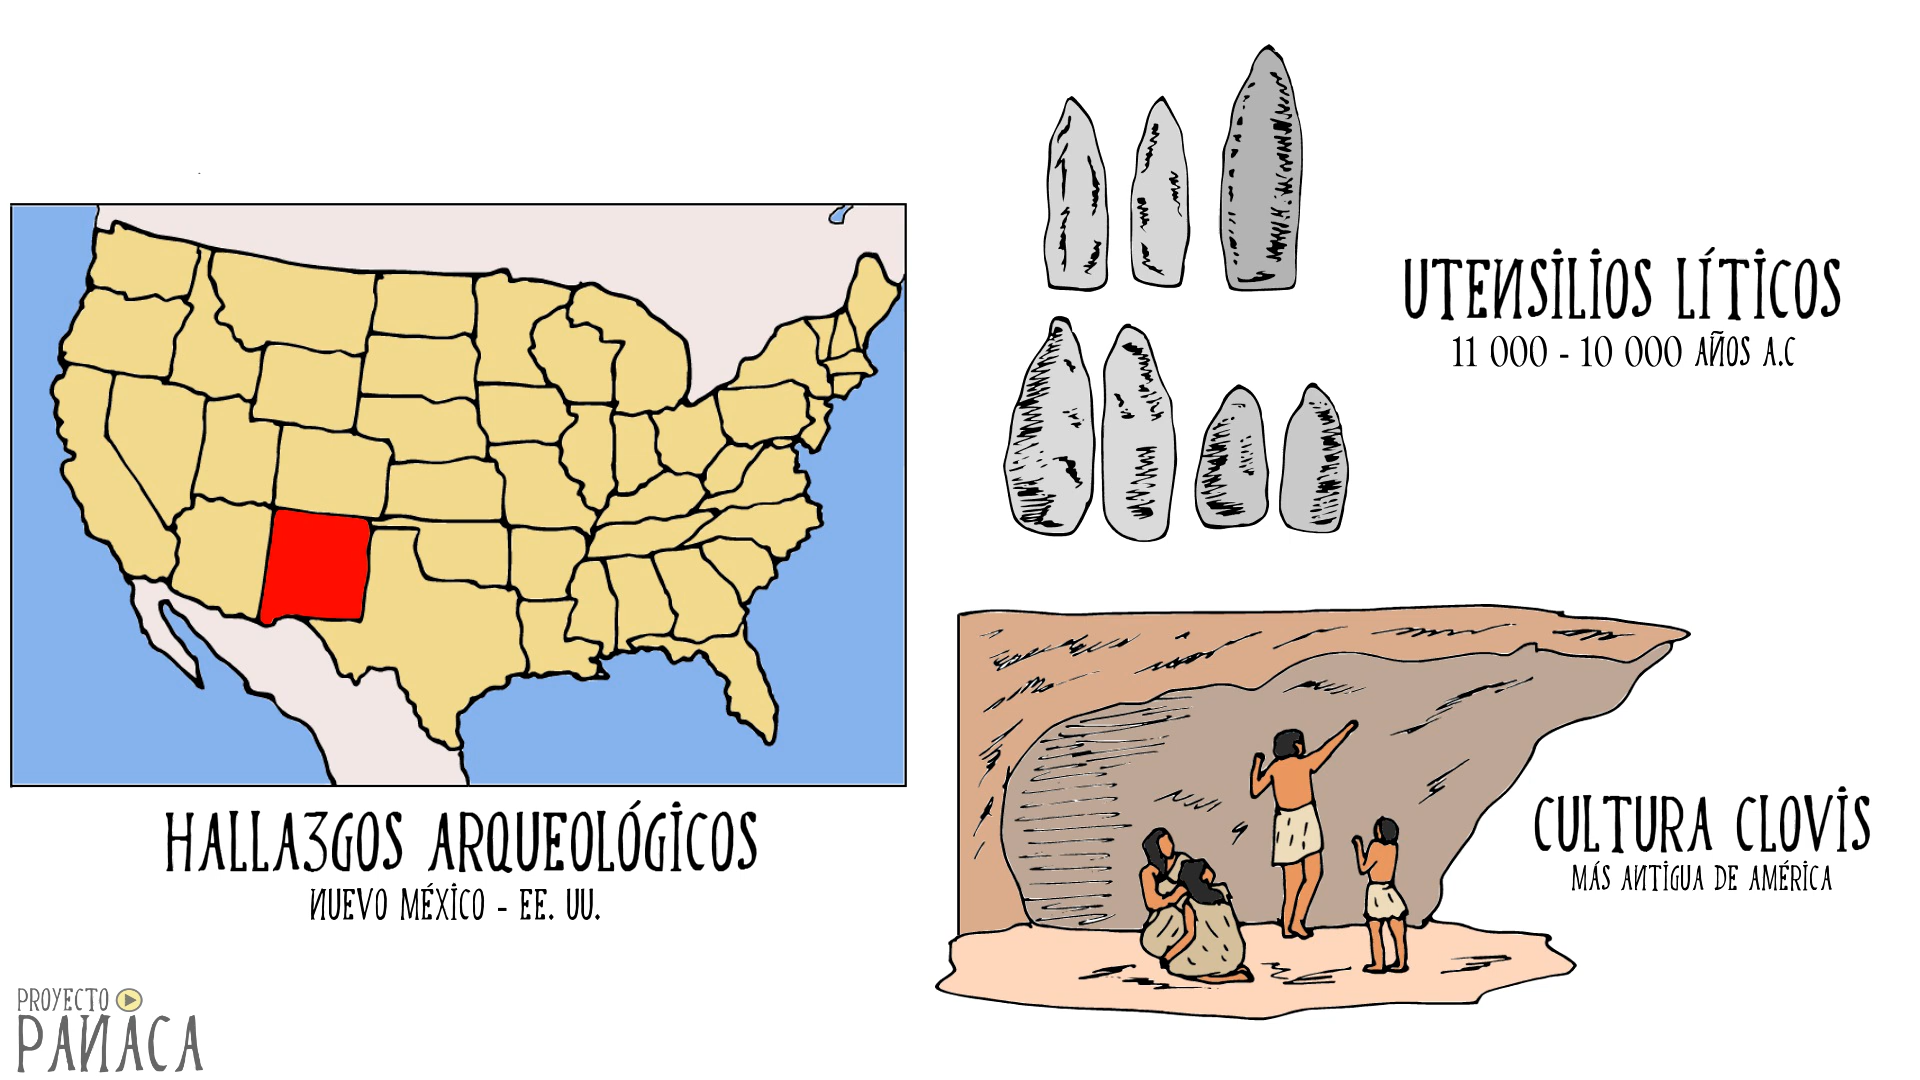 HALLAZGOS ARQUEOLÓGICOS
NUEVO MÉXICO - EE. UU.
UTENSILIOS LÍTICOS
11 000 - 10 000 AÑOS A.C
CULTURA CLOVIS
MÁS ANTIGUA DE AMÉRICA
PROYECTO
PANACA